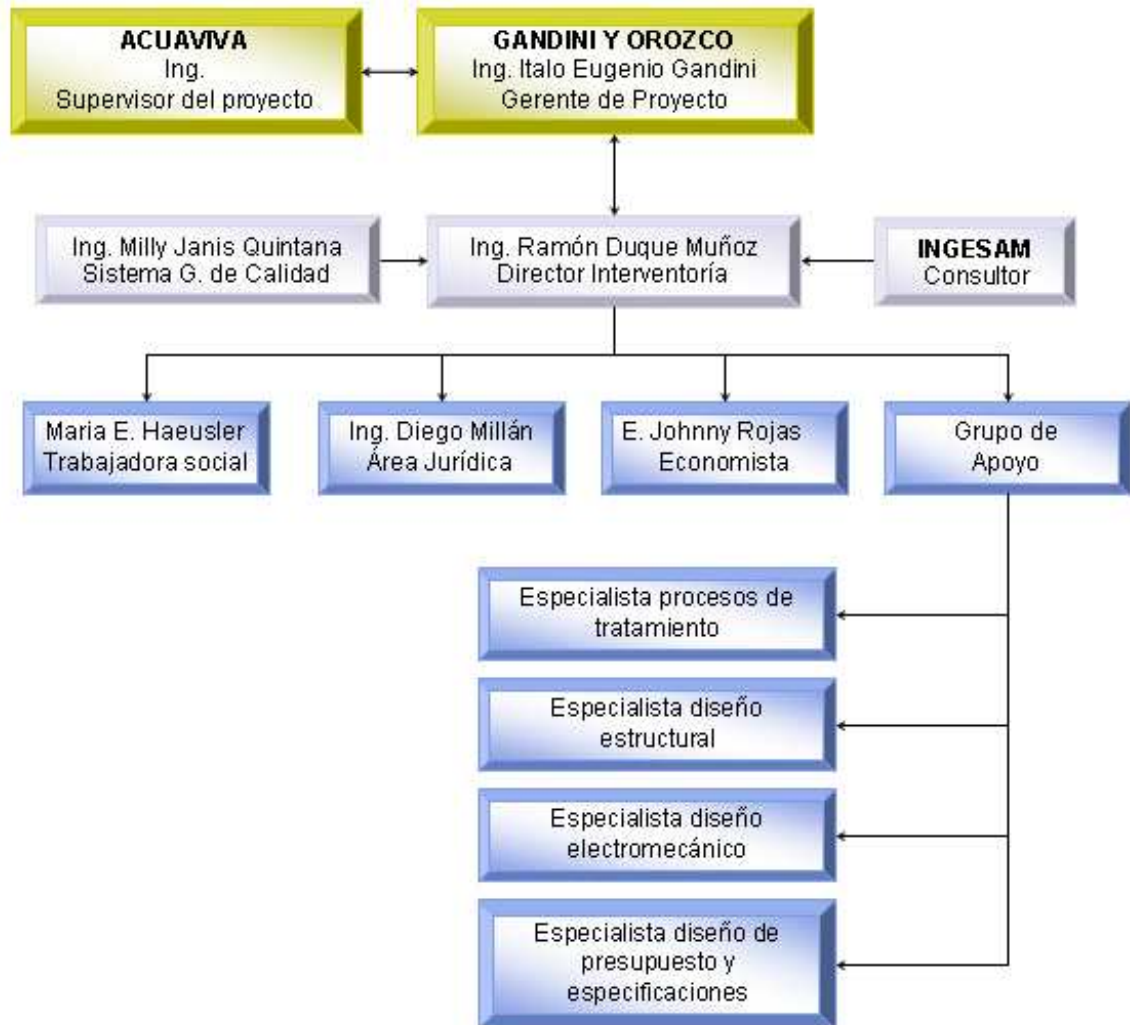 ACUAVIVA
Ing.
Supervisor del proyecto
GANDINI Y OROZCO
Ing. Italo Eugenio Gandini
Gerente de Proyecto
Ing. Milly Janis Quintana
Sistema G. de Calidad
Ing. Ramón Duque Muñoz
Director Interventoría
INGESAM
Consultor
Maria E. Haeusler
Trabajadora social
Ing. Diego Millán
Área Jurídica
E. Johnny Rojas
Economista
Grupo de
Apoyo
Especialista procesos de
tratamiento
Especialista diseño
estructural
Especialista diseño
electromecánico
Especialista diseño de
presupuesto y
especificaciones